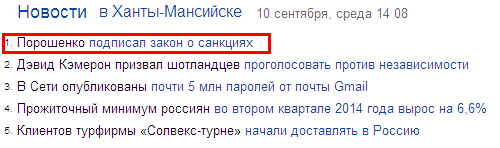 Новости в Ханты-Мансийске 10 сентября, среда 14 08
1. Порошенко подписал закон о санкциях
2. Дэвид Кэмерон призвал шотландцев проголосовать против независимости
3. В Сети опубликованы почти 5 млн паролей от почты Gmail
4. Прожиточный минимум россиян во втором квартале 2014 года вырос на 6,6%
5. Клиентов турфирмы «Солвекс-турне» начали доставлять в Россию